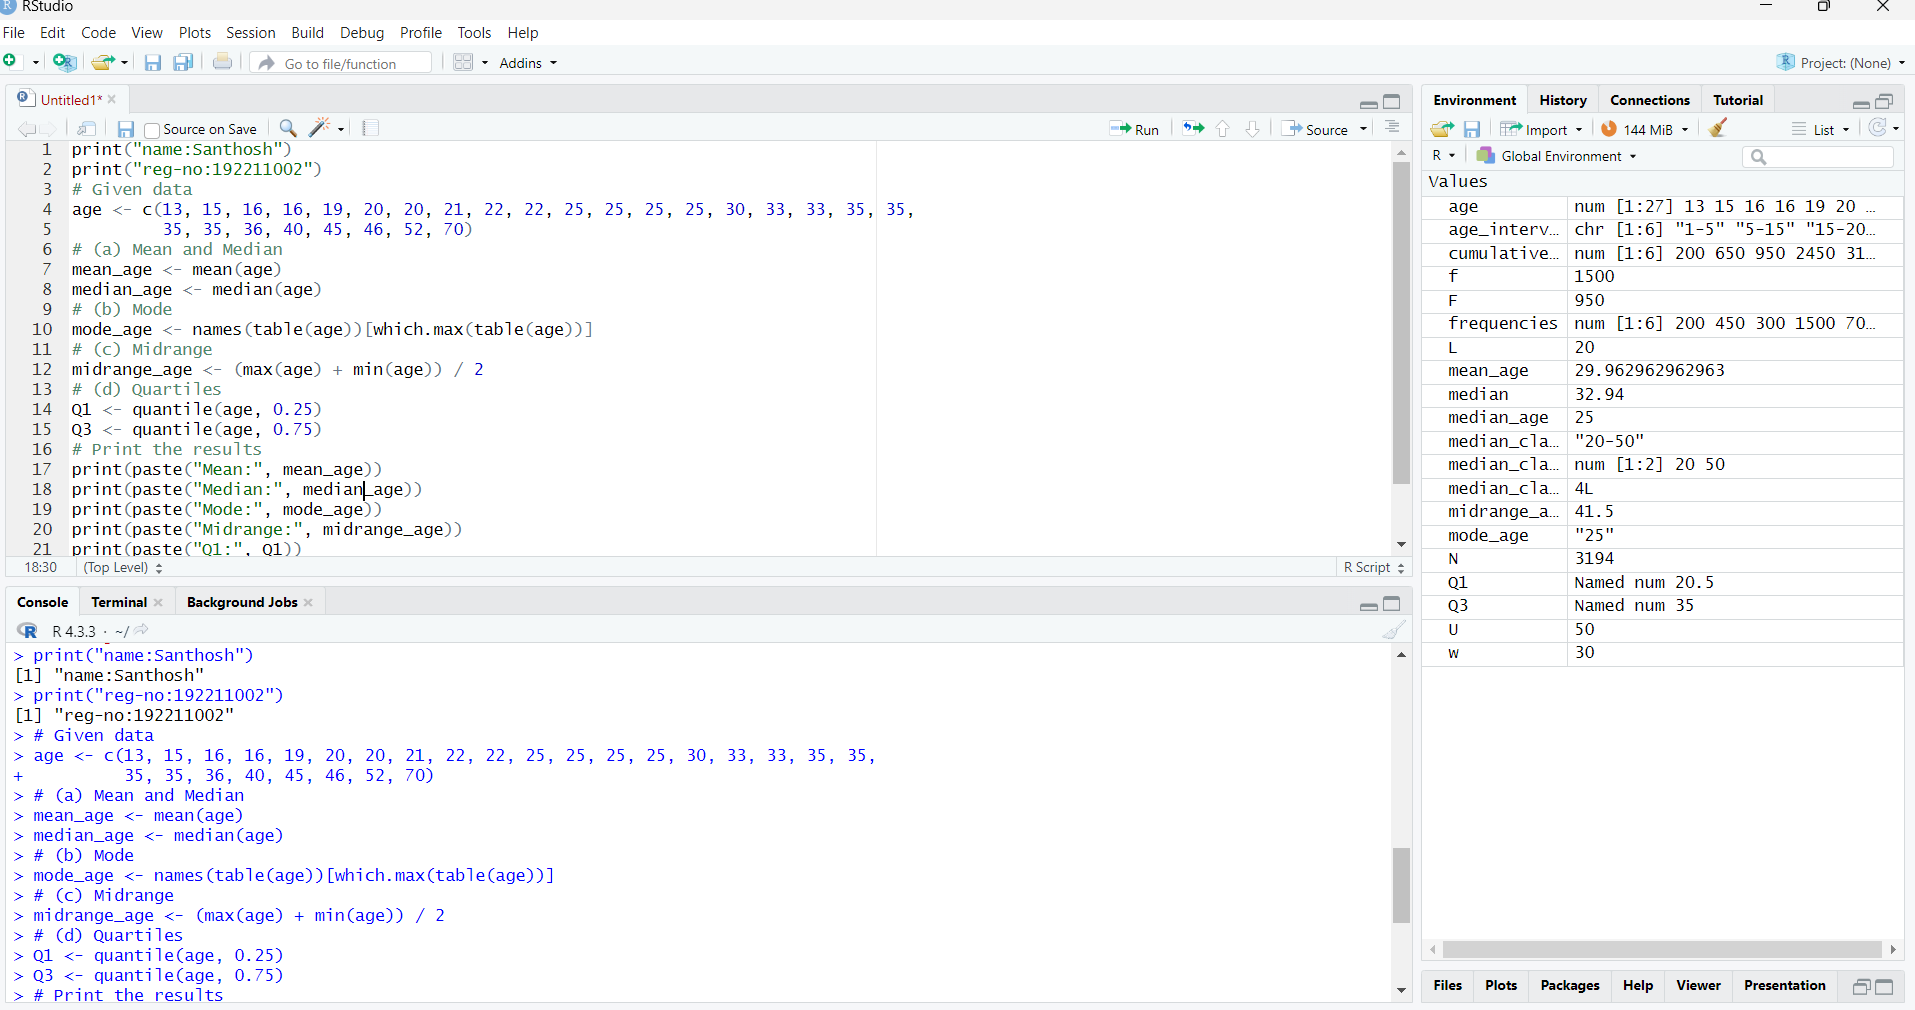 RStudio
File Edit Code View Plots Session Build Debug Profile Tools Help
Go to file/function Addins Project: (None)
Untitled1*
Source on Save Run Source
1 print("name:Santhosh")
2 print("reg-no:192211002")
3 # Given data
4 age <- c(13, 15, 16, 16, 19, 20, 20, 21, 22, 22, 25, 25, 25, 25, 30, 33, 33, 35, 35,
5 35, 35, 36, 40, 45, 46, 52, 70)
6 # (a) Mean and Median
7 mean_age <- mean(age)
8 median_age <- median(age)
9 # (b) Mode
10 mode_age <- names(table(age))[which.max(table(age))]
11 # (c) Midrange
12 midrange_age <- (max(age) + min(age)) / 2
13 # (d) Quartiles
14 Q1 <- quantile(age, 0.25)
15 Q3 <- quantile(age, 0.75)
16 # Print the results
17 print(paste("Mean:", mean_age))
18 print(paste("Median:", median_age))
19 print(paste("Mode:", mode_age))
20 print(paste("Midrange:", midrange_age))
21 print(paste("Q1:", Q1))
18:30 (Top Level) R Script
Console Terminal Background Jobs
R 4.3.3 · ~/
> print("name:Santhosh")
[1] "name:Santhosh"
> print("reg-no:192211002")
[1] "reg-no:192211002"
> # Given data
> age <- c(13, 15, 16, 16, 19, 20, 20, 21, 22, 22, 25, 25, 25, 25, 30, 33, 33, 35, 35,
+ 35, 35, 36, 40, 45, 46, 52, 70)
> # (a) Mean and Median
> mean_age <- mean(age)
> median_age <- median(age)
> # (b) Mode
> mode_age <- names(table(age))[which.max(table(age))]
> # (c) Midrange
> midrange_age <- (max(age) + min(age)) / 2
> # (d) Quartiles
> Q1 <- quantile(age, 0.25)
> Q3 <- quantile(age, 0.75)
> # Print the results
Environment History Connections Tutorial
Import 144 MiB List
R Global Environment
Values
age num [1:27] 13 15 16 16 19 20 ...
age_interv... chr [1:6] "1-5" "5-15" "15-20...
cumulative... num [1:6] 200 650 950 2450 31...
f 1500
F 950
frequencies num [1:6] 200 450 300 1500 70...
L 20
mean_age 29.962962962963
median 32.94
median_age 25
median_cla... "20-50"
median_cla... num [1:2] 20 50
median_cla... 4L
midrange_a... 41.5
mode_age "25"
N 3194
Q1 Named num 20.5
Q3 Named num 35
U 50
w 30
Files Plots Packages Help Viewer Presentation